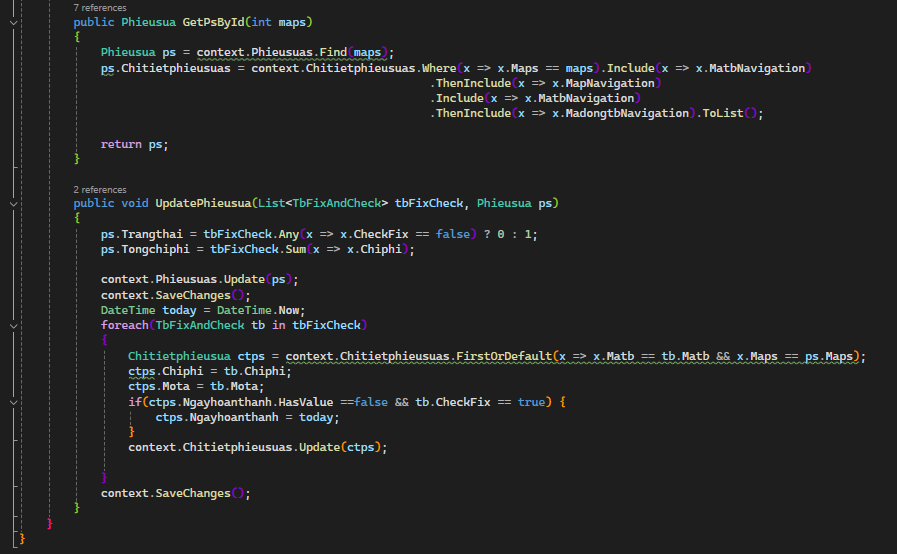 7 references
public Phieusua GetPsById(int maps)
{
Phieusua ps = context.Phieusuas.Find(maps);
ps.Chitietphieusuas = context.Chitietphieusuas.Where(x => x.Maps == maps).Include(x => x.MatbNavigation)
.ThenInclude(x => x.MapNavigation)
.Include(x => x.MatbNavigation)
.ThenInclude(x => x.MadongtbNavigation).ToList();
return ps;
}
2 references
public void UpdatePhieusua(List<TbFixAndCheck> tbFixCheck, Phieusua ps)
{
ps.Trangthai = tbFixCheck.Any(x => x.CheckFix == false) ? 0 : 1;
ps.Tongchiphi = tbFixCheck.Sum(x => x.Chiphi);
context.Phieusuas.Update(ps);
context.SaveChanges();
DateTime today = DateTime.Now;
foreach(TbFixAndCheck tb in tbFixCheck)
{
Chitietphieusua ctps = context.Chitietphieusuas.FirstOrDefault(x => x.Matb == tb.Matb && x.Maps == ps.Maps);
ctps.Chiphi = tb.Chiphi;
ctps.Mota = tb.Mota;
if(ctps.Ngayhoanthanh.HasValue ==false && tb.CheckFix == true) {
ctps.Ngayhoanthanh = today;
}
context.Chitietphieusuas.Update(ctps);
}
context.SaveChanges();
}
}
}